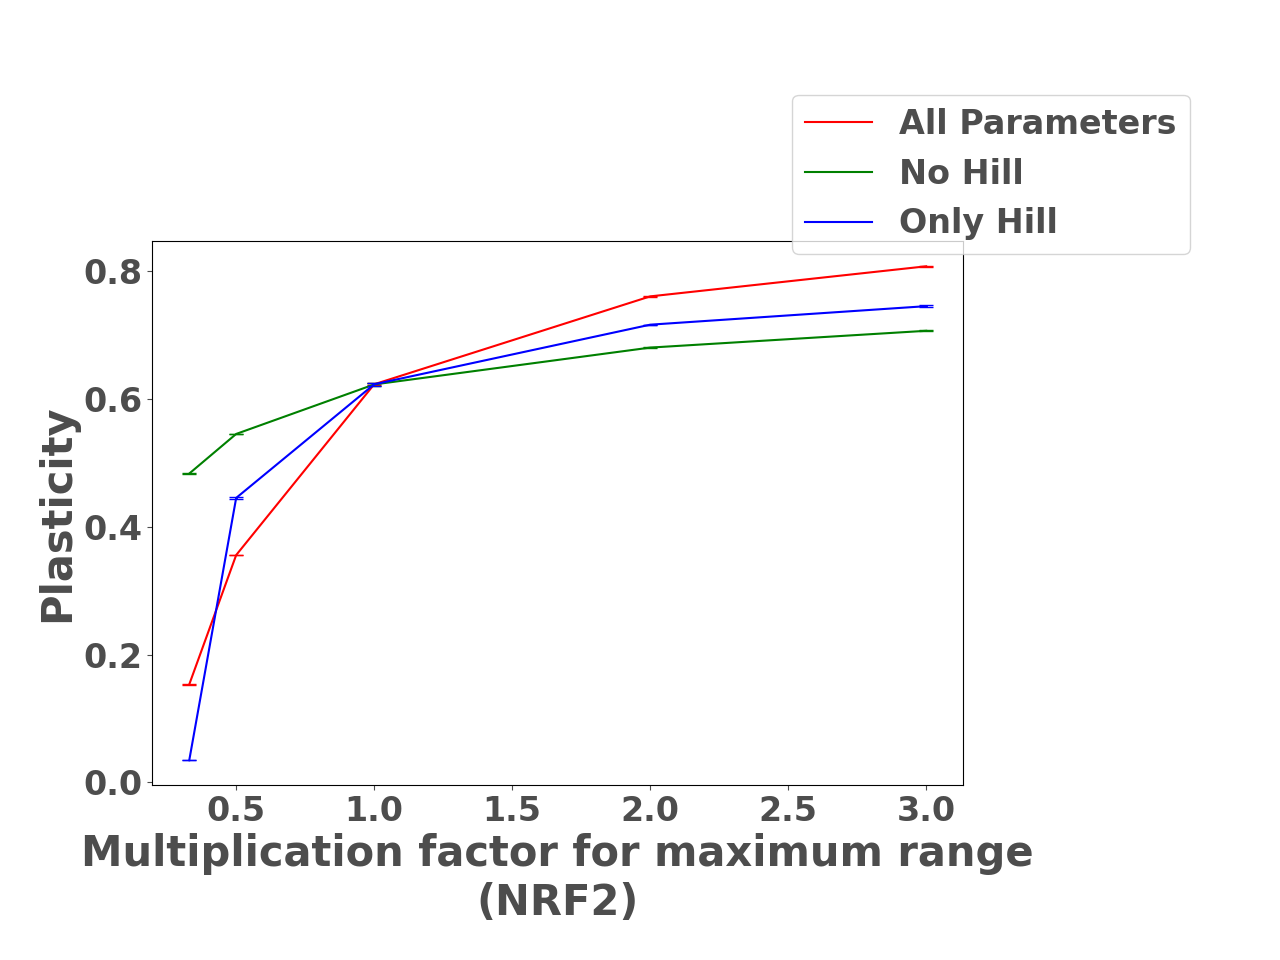 All Parameters
No Hill
Only Hill
0.8
0.6
0.4
0.2
0.0
Plasticity
0.5 1.0 1.5 2.0 2.5 3.0
Multiplication factor for maximum range
(NRF2)